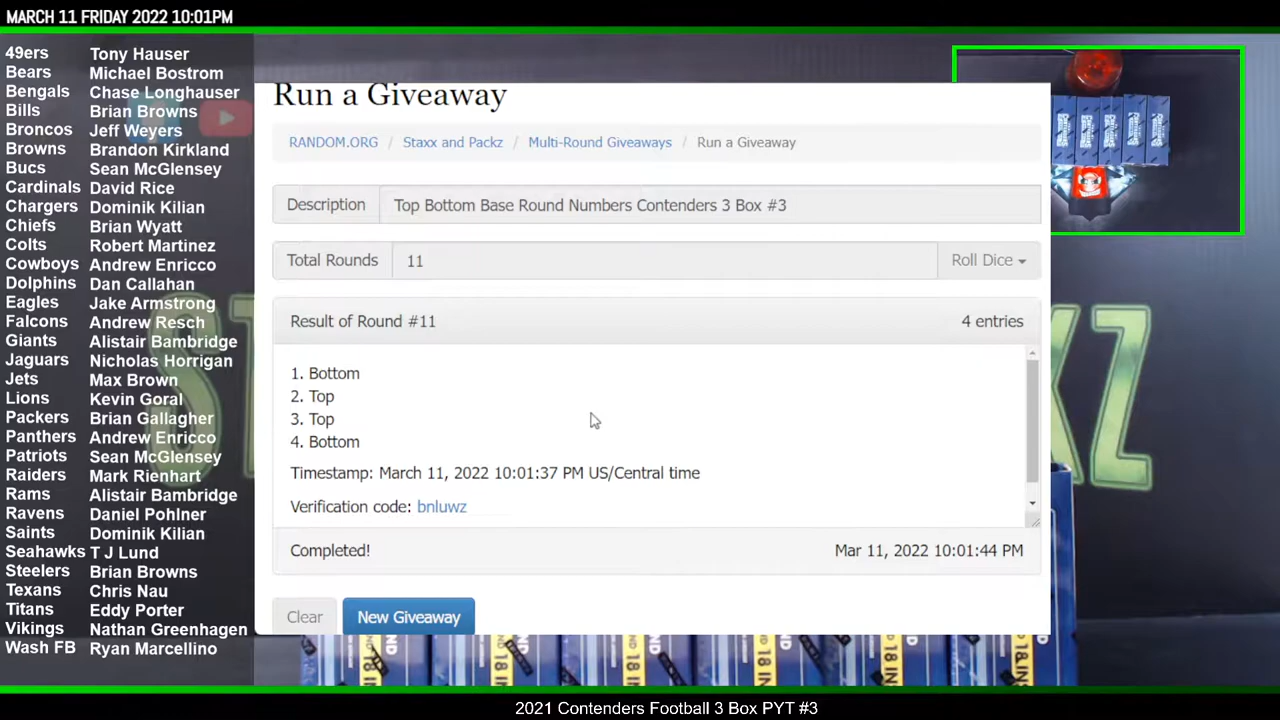 MARCH 11 FRIDAY 2022 10:01PM
49ers Tony Hauser
Bears Michael Bostrom
Bengals Chase Longhauser
Bills Brian Browns
Broncos Jeff Weyers
Browns Brandon Kirkland
Bucs Sean McGlensey
Cardinals David Rice
Chargers Dominik Kilian
Chiefs Brian Wyatt
Colts Robert Martinez
Cowboys Andrew Enricco
Dolphins Dan Callahan
Eagles Jake Armstrong
Falcons Andrew Resch
Giants Alistair Bambridge
Jaguars Nicholas Horrigan
Jets Max Brown
Lions Kevin Goral
Packers Brian Gallagher
Panthers Andrew Enricco
Patriots Sean McGlensey
Raiders Mark Rienhart
Rams Alistair Bambridge
Ravens Daniel Pohlner
Saints Dominik Kilian
Seahawks T J Lund
Steelers Brian Browns
Texans Chris Nau
Titans Eddy Porter
Vikings Nathan Greenhagen
Wash FB Ryan Marcellino
Run a Giveaway
RANDOM.ORG / Staxx and Packz / Multi-Round Giveaways / Run a Giveaway
Description Top Bottom Base Round Numbers Contenders 3 Box #3
Total Rounds 11 Roll Dice
Result of Round #11 4 entries
1. Bottom
2. Top
3. Top
4. Bottom
Timestamp: March 11, 2022 10:01:37 PM US/Central time
Verification code: bnluwz
Completed! Mar 11, 2022 10:01:44 PM
Clear New Giveaway
2021 Contenders Football 3 Box PYT #3